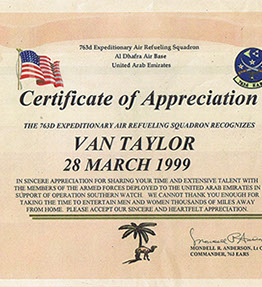 763d Expeditionary Air Refueling Squadron
Al Dhafra Air Base
United Arab Emirates
Certificate of Appreciation
THE 763D EXPEDITIONARY AIR REFUELING SQUADRON RECOGNIZES
VAN TAYLOR
28 MARCH 1999
IN SINCERE APPRECIATION FOR SHARING YOUR TIME AND EXTENSIVE TALENT WITH
THE MEMBERS OF THE ARMED FORCES DEPLOYED TO THE UNITED ARAB EMIRATES IN
SUPPORT OF OPERATION SOUTHERN WATCH. WE CANNOT THANK YOU ENOUGH FOR
TAKING THE TIME TO ENTERTAIN MEN AND WOMEN THOUSANDS OF MILES AWAY
FROM HOME. PLEASE ACCEPT OUR SINCERE AND HEARTFELT APPRECIATION.
MONDELL R. ANDERSON, Lt C
COMMANDER, 763 EARS